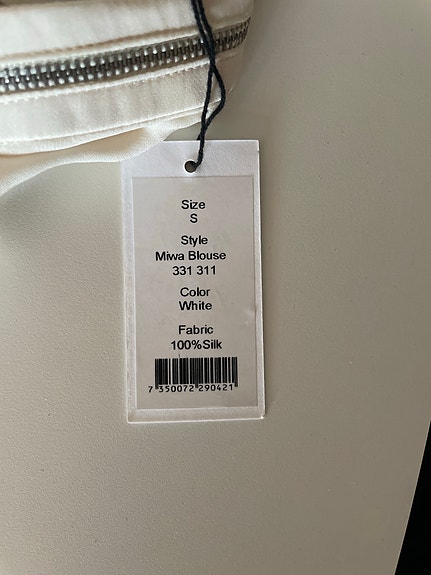 Size
S
Style
Miwa Blouse
331 311
Color
White
Fabric
100%Silk
7 350072 290421